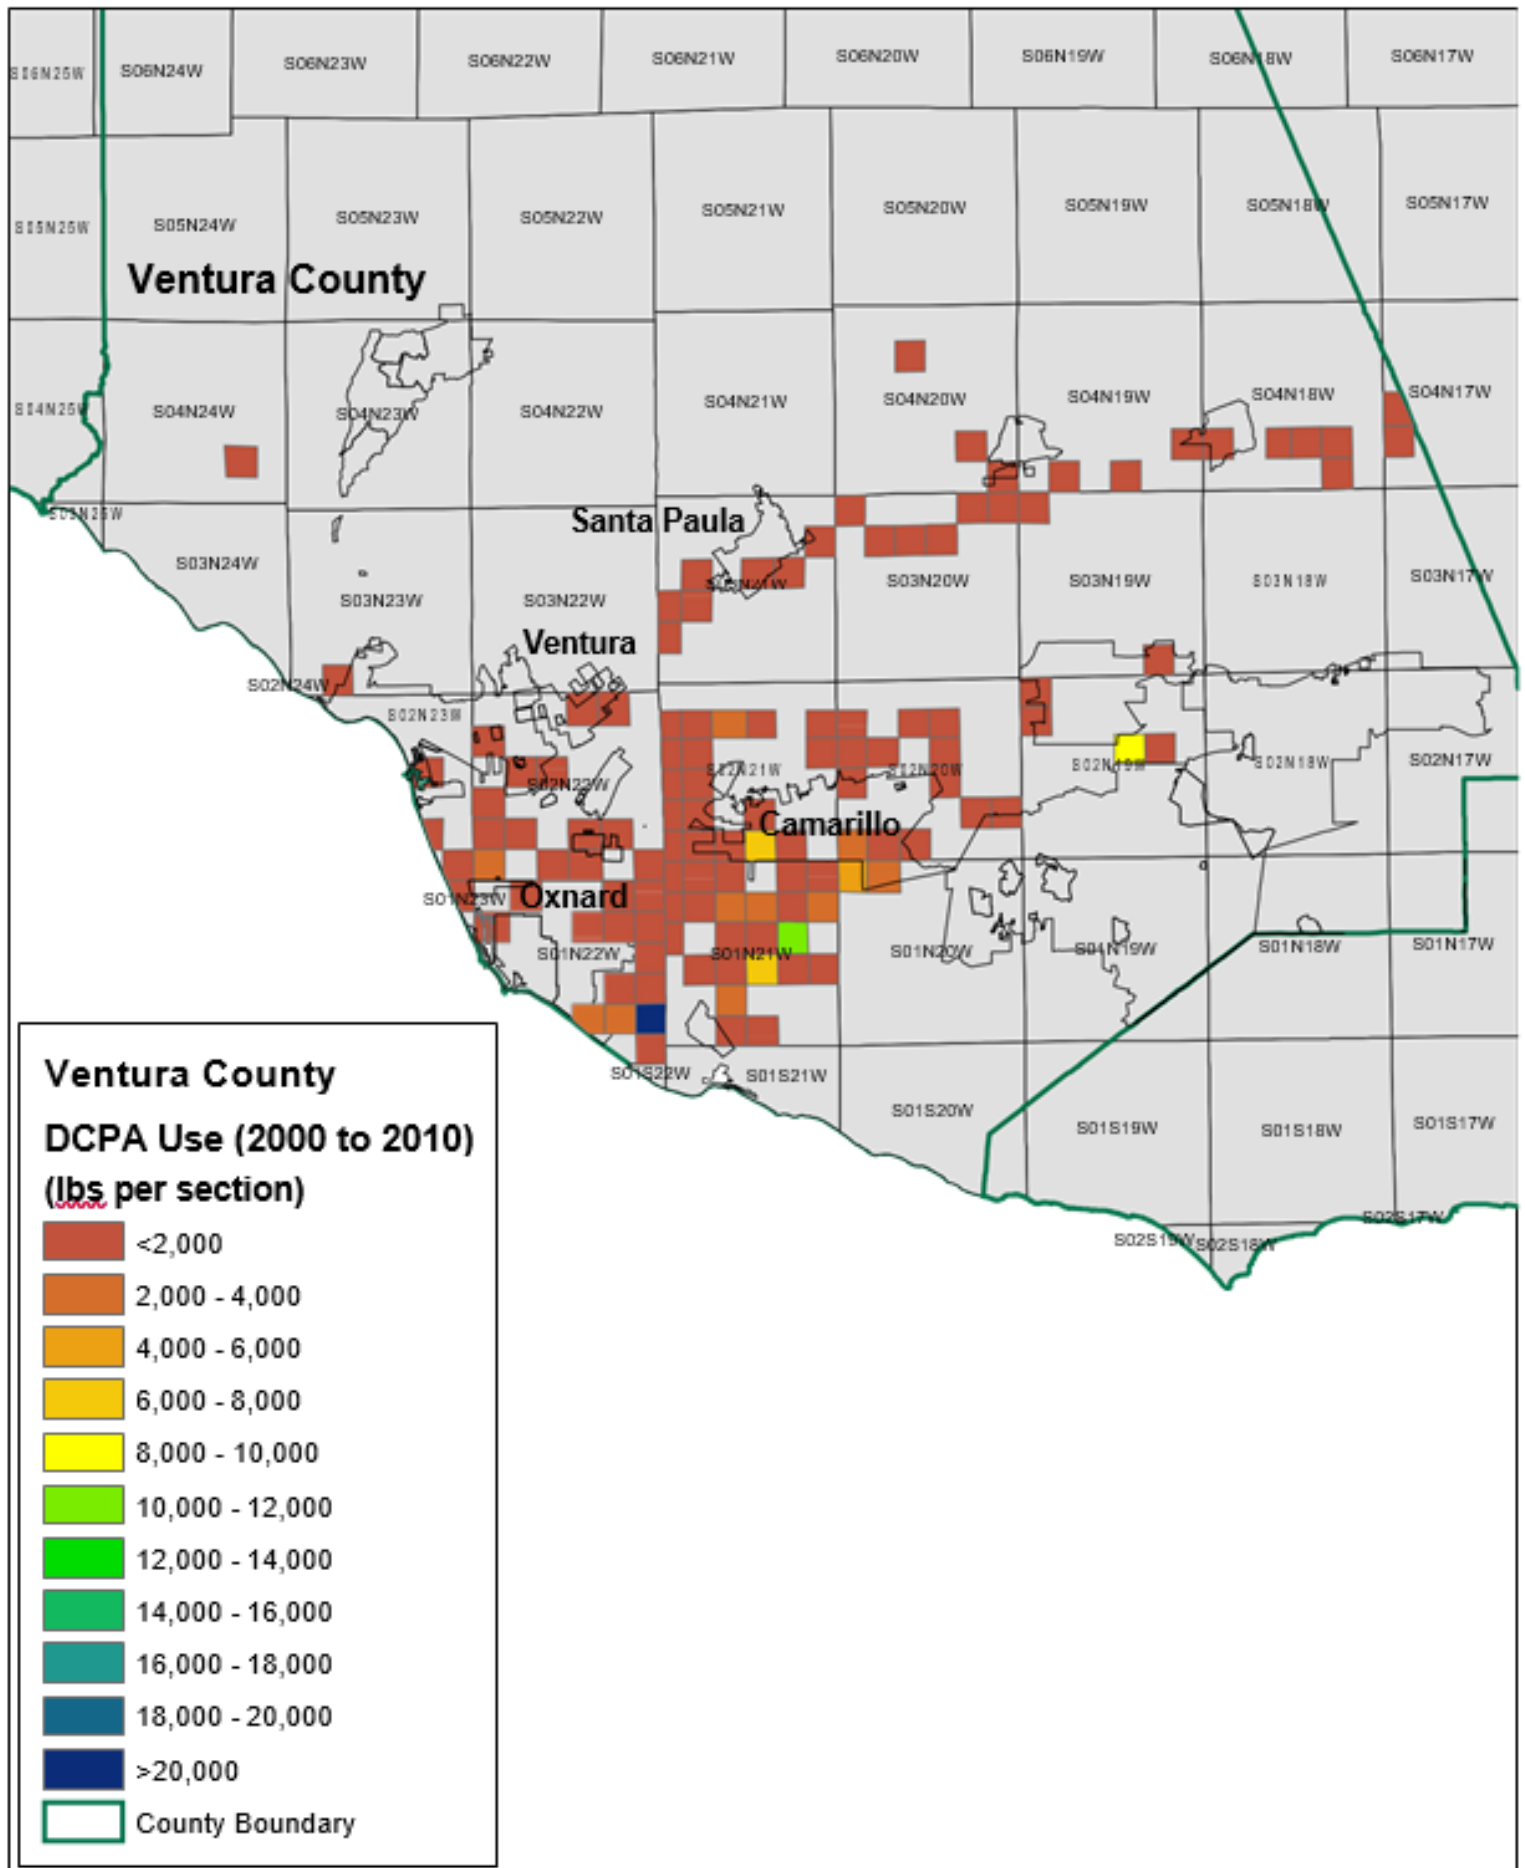 S06N25W S06N24W S06N23W S06N22W S06N21W S06N20W S06N19W S06N18W S06N17W
S05N25W S05N24W S05N23W S05N22W S05N21W S05N20W S05N19W S05N18W S05N17W
Ventura County
S04N25W S04N24W S04N23W S04N22W S04N21W S04N20W S04N19W S04N18W S04N17W
S03N25W Santa Paula
S03N24W S03N23W S03N22W S03N21W S03N20W S03N19W S03N18W S03N17W
Ventura
S02N24W S02N23W S02N22W S02N21W S02N20W S02N19W S02N18W S02N17W
Camarillo
S01N23W Oxnard
S01N22W S01N21W S01N20W S01N19W S01N18W S01N17W
S01S22W S01S21W S01S20W S01S19W S01S18W S01S17W
S02S19W S02S18W S02S17W
Ventura County
DCPA Use (2000 to 2010)
(lbs per section)
<2,000
2,000 - 4,000
4,000 - 6,000
6,000 - 8,000
8,000 - 10,000
10,000 - 12,000
12,000 - 14,000
14,000 - 16,000
16,000 - 18,000
18,000 - 20,000
>20,000
County Boundary